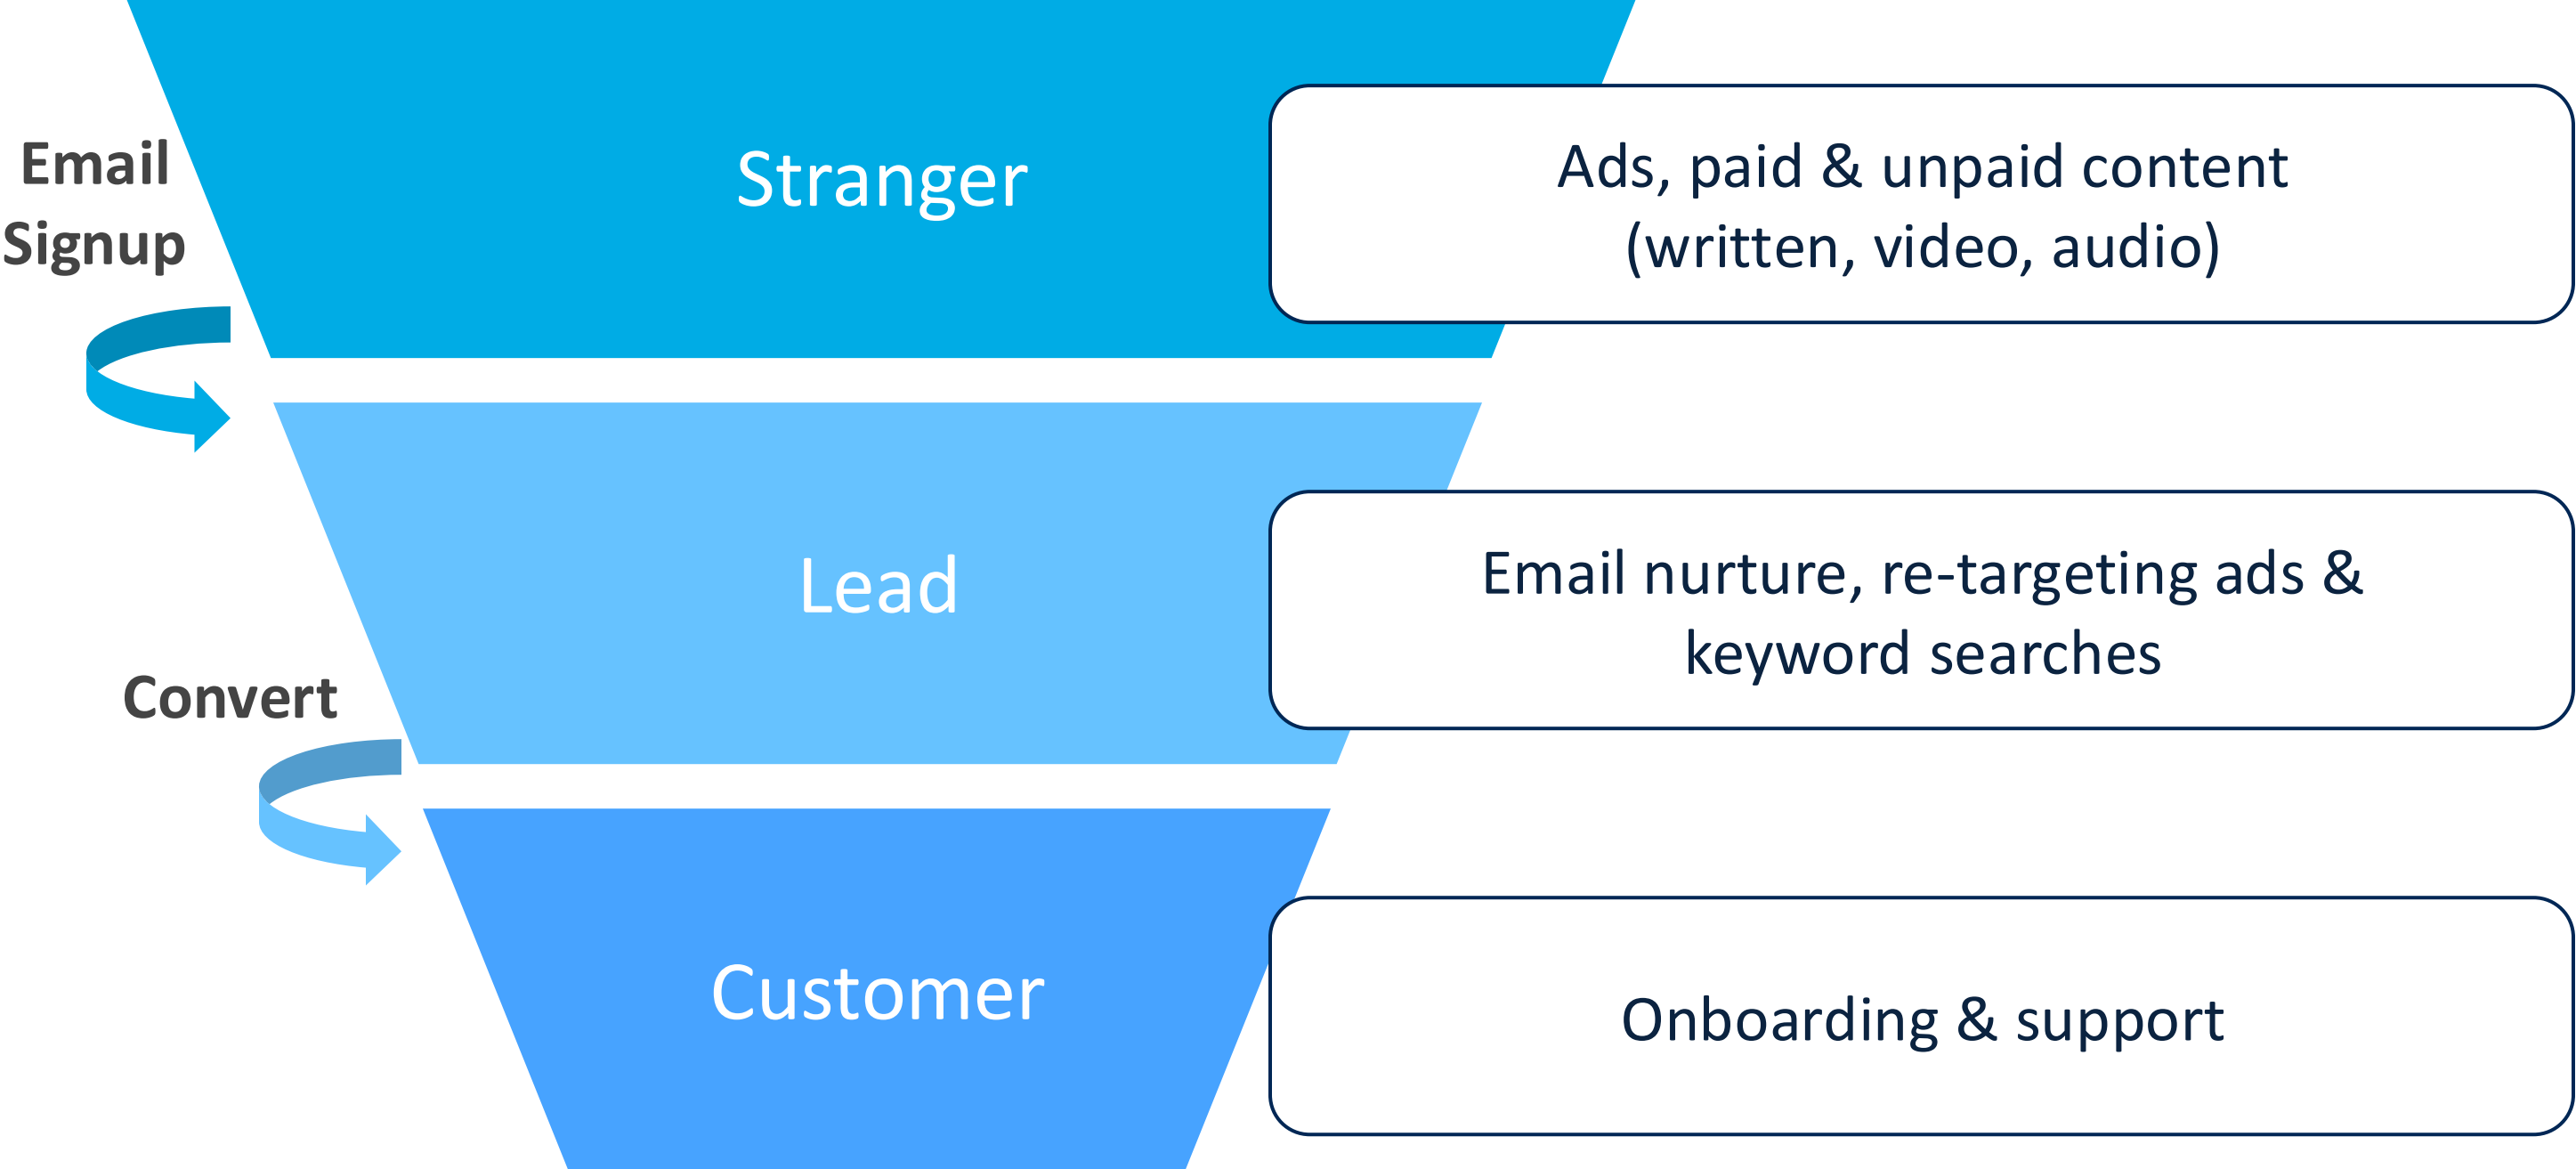 Email
Signup
Stranger
Ads, paid & unpaid content
(written, video, audio)
Lead
Email nurture, re-targeting ads &
keyword searches
Convert
Customer
Onboarding & support